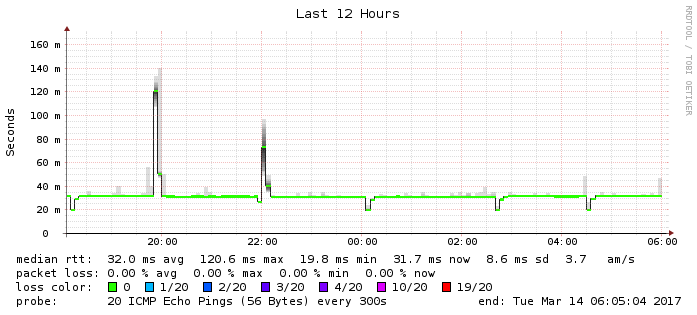 Last 12 Hours
RRDTOOL / TOBI OETIKER
Seconds
160 m
140 m
120 m
100 m
80 m
60 m
40 m
20 m
0
20:00 22:00 00:00 02:00 04:00 06:00
median rtt: 32.0 ms avg 120.6 ms max 19.8 ms min 31.7 ms now 8.6 ms sd 3.7 am/s
packet loss: 0.00 % avg 0.00 % max 0.00 % min 0.00 % now
loss color: 0 1/20 2/20 3/20 4/20 10/20 19/20
probe: 20 ICMP Echo Pings (56 Bytes) every 300s end: Tue Mar 14 06:05:04 2017